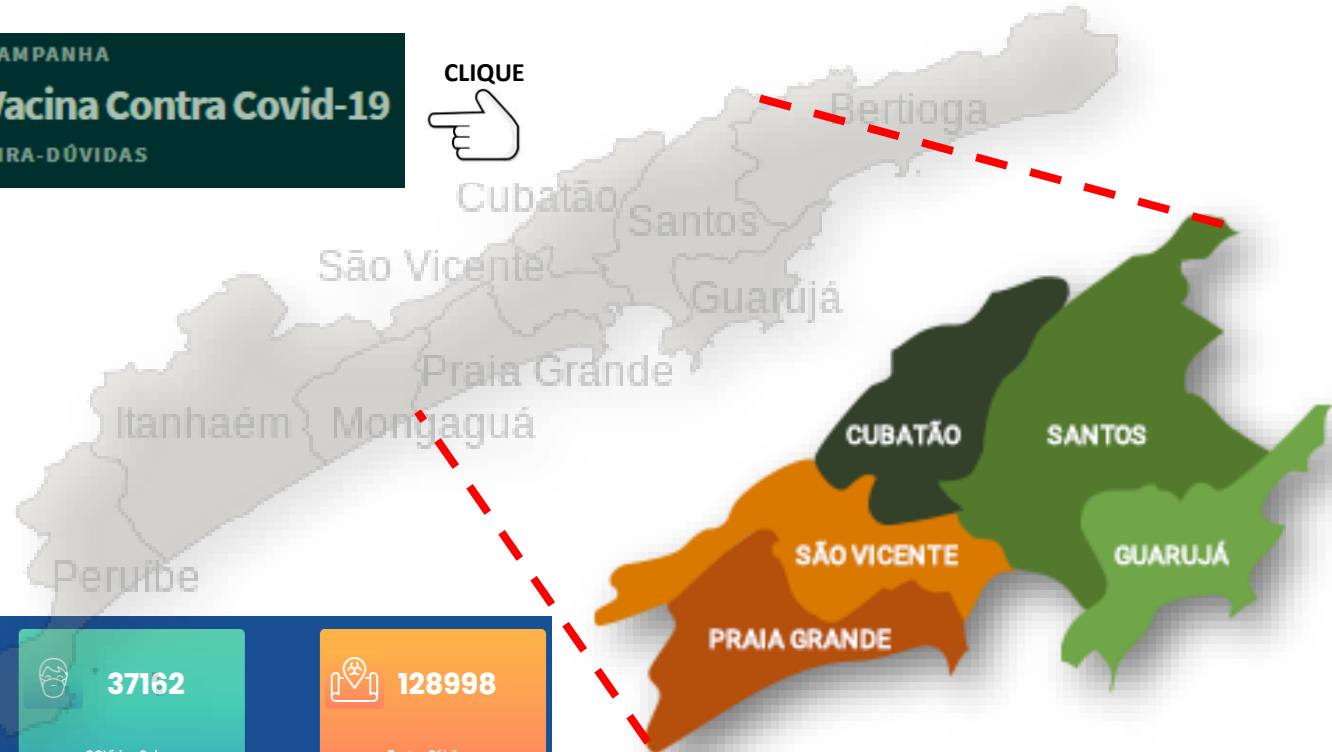 AMPANHA
Vacina Contra Covid-19
IRA-DÚVIDAS
CLIQUE
Bertioga
Cubatão
Santos
São Vicente
Guarujá
Praia Grande
Itanhaém
Mongaguá
Peruíbe
CUBATÃO
SANTOS
SÃO VICENTE
GUARUJÁ
PRAIA GRANDE
37162
128998